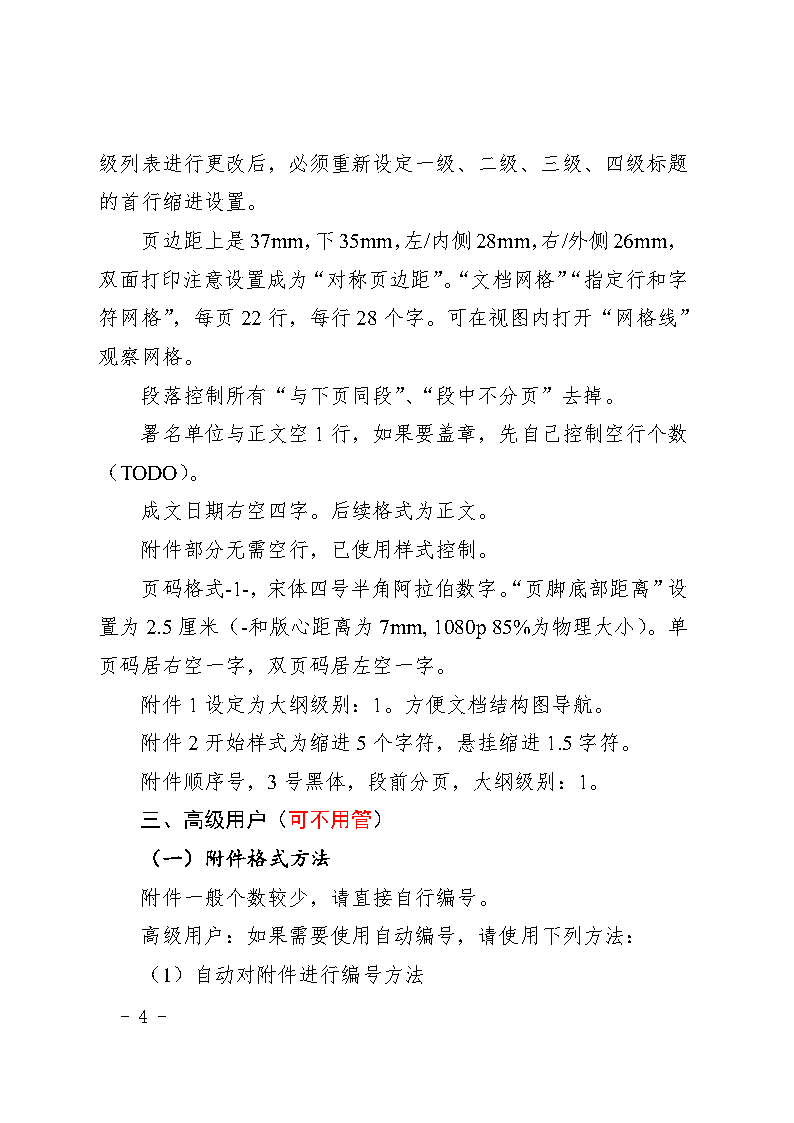 级列表进行更改后，必须重新设定一级、二级、三级、四级标题
的首行缩进设置。
页边距上是 37mm，下 35mm，左/内侧 28mm，右/外侧 26mm，
双面打印注意设置成为“对称页边距”。“文档网格”“指定行和字
符网格”，每页 22 行，每行 28 个字。可在视图内打开“网格线”
观察网格。
段落控制所有“与下页同段”、“段中不分页”去掉。
署名单位与正文空 1 行，如果要盖章，先自己控制空行个数
（TODO）。
成文日期右空四字。后续格式为正文。
附件部分无需空行，已使用样式控制。
页码格式-1-，宋体四号半角阿拉伯数字。“页脚底部距离”设
置为 2.5 厘米（-和版心距离为 7mm, 1080p 85%为物理大小）。单
页码居右空一字，双页码居左空一字。
附件 1 设定为大纲级别：1。方便文档结构图导航。
附件 2 开始样式为缩进 5 个字符，悬挂缩进 1.5 字符。
附件顺序号，3 号黑体，段前分页，大纲级别：1。
三、高级用户（可不用管）
（一）附件格式方法
附件一般个数较少，请直接自行编号。
高级用户：如果需要使用自动编号，请使用下列方法：
（1）自动对附件进行编号方法
- 4 -